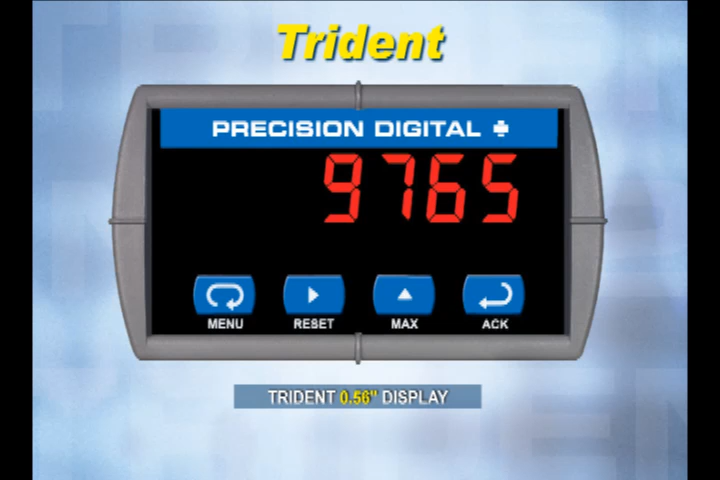 Trident
PRECISION DIGITAL
9765
MENU RESET MAX ACK
TRIDENT 0.56" DISPLAY